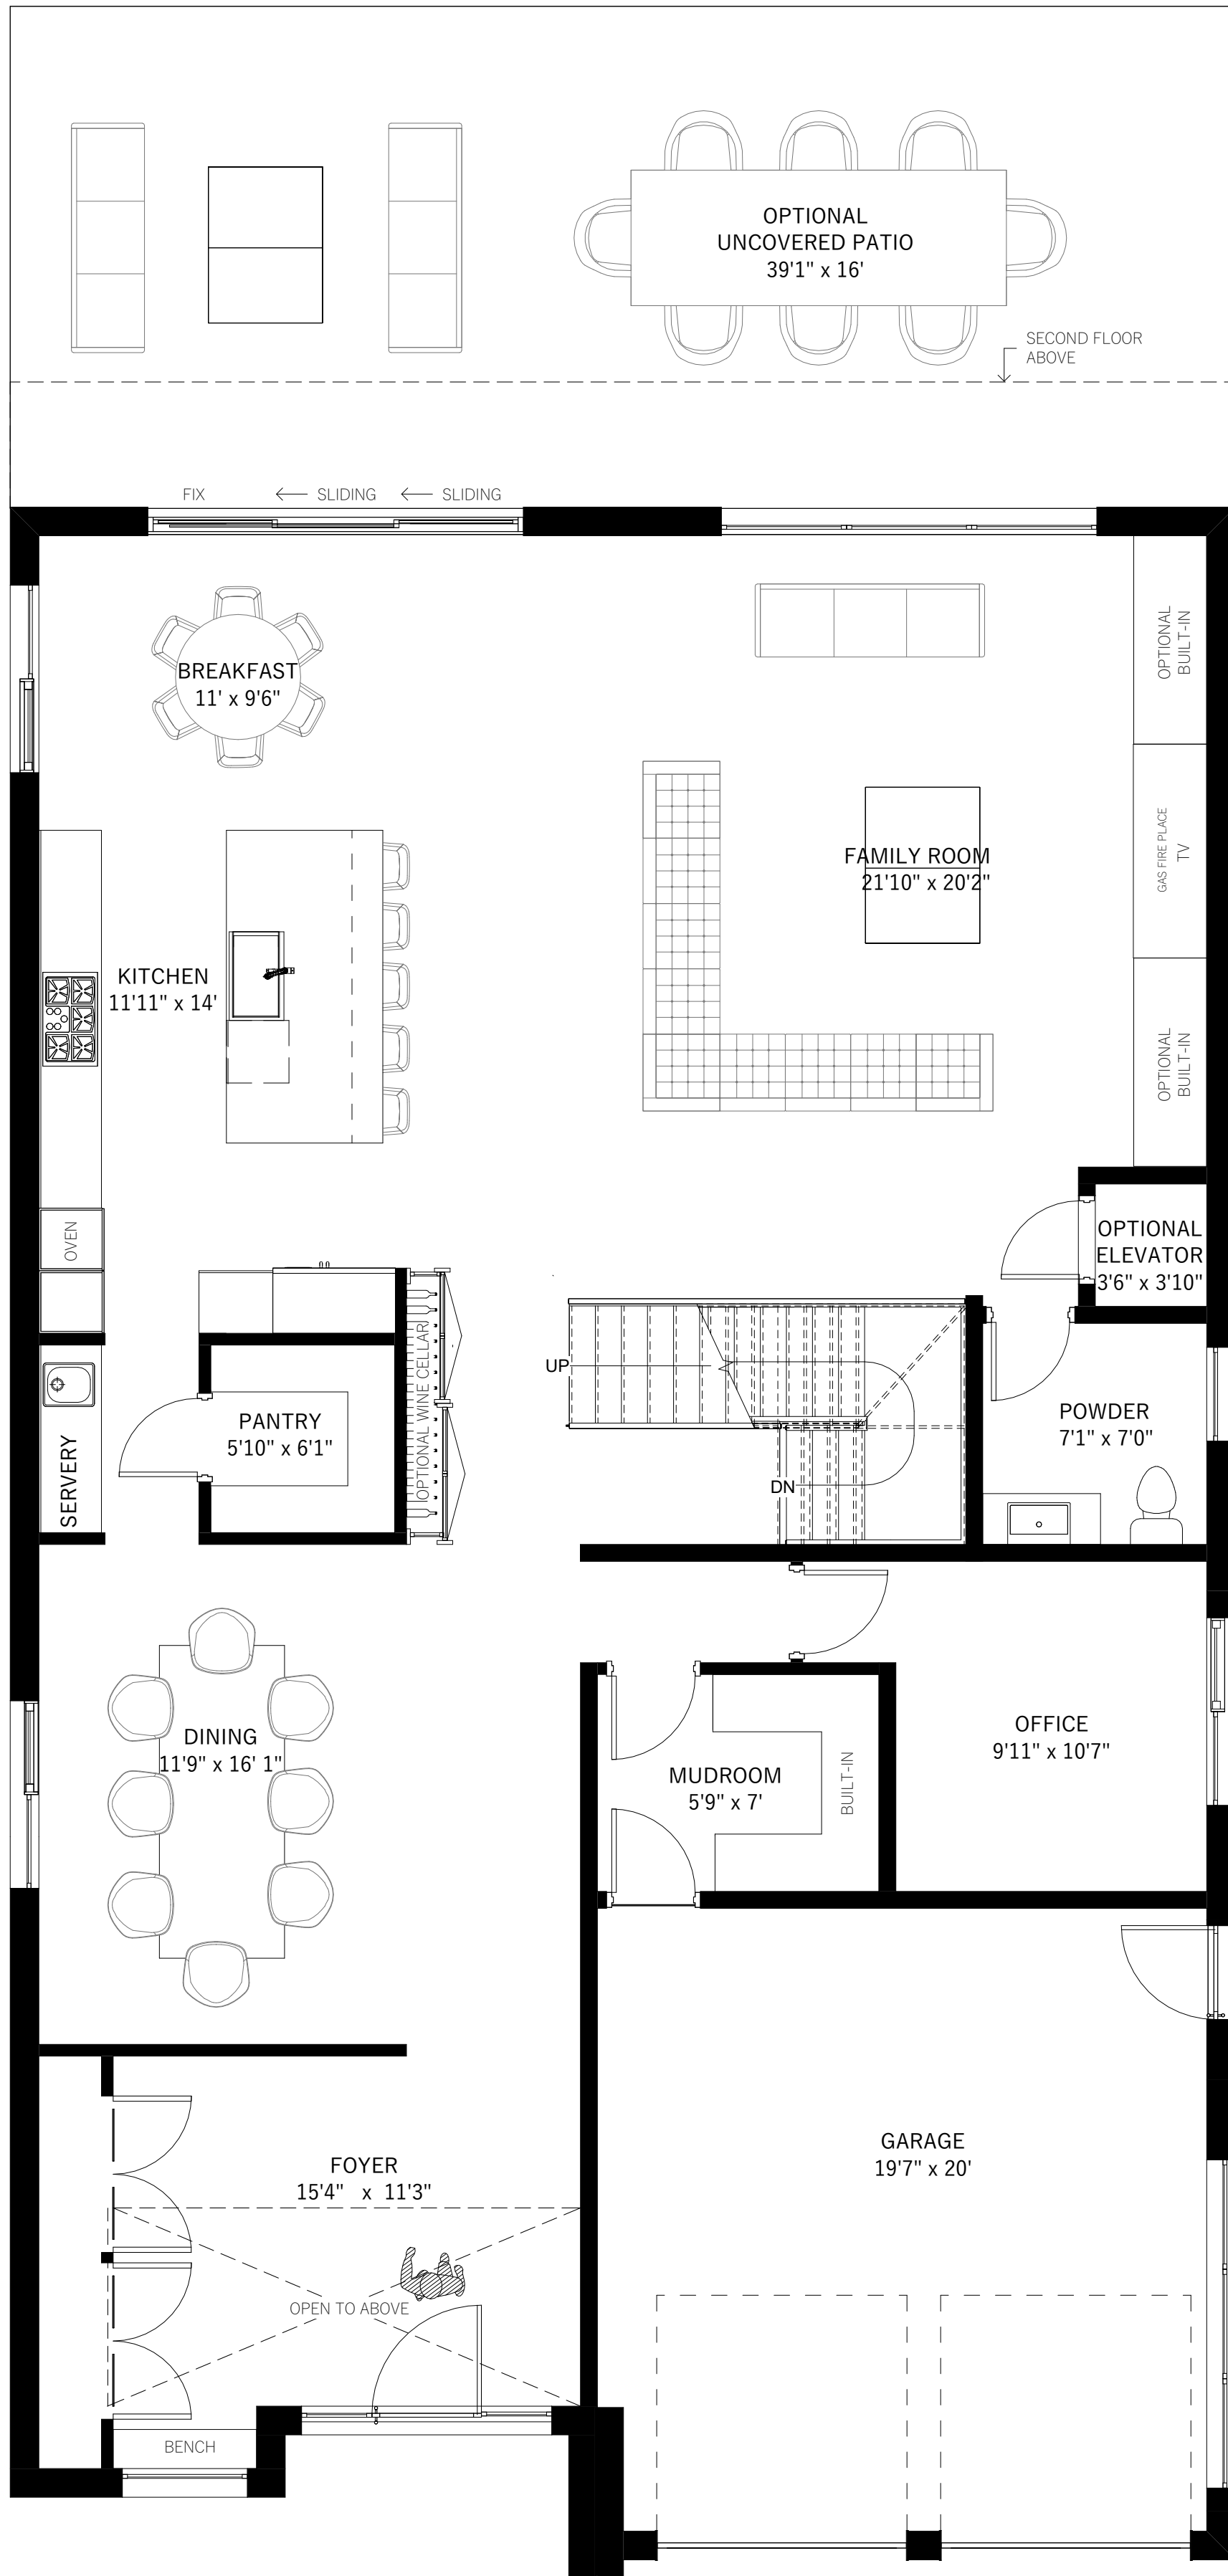 OPTIONAL
UNCOVERED PATIO
39'1" x 16'
SECOND FLOOR
ABOVE
FIX
SLIDING
SLIDING
BREAKFAST
11' x 9'6"
OPTIONAL
BUILT-IN
FAMILY ROOM
21'10" x 20'2"
GAS FIRE PLACE
TV
KITCHEN
11'11" x 14'
OPTIONAL
BUILT-IN
OVEN
OPTIONAL
ELEVATOR
3'6" x 3'10"
UP
OPTIONAL WINE CELLAR
PANTRY
5'10" x 6'1"
POWDER
7'1" x 7'0"
SERVERY
DN
DINING
11'9" x 16' 1"
OFFICE
9'11" x 10'7"
MUDROOM
5'9" x 7'
BUILT-IN
GARAGE
19'7" x 20'
FOYER
15'4" x 11'3"
OPEN TO ABOVE
BENCH